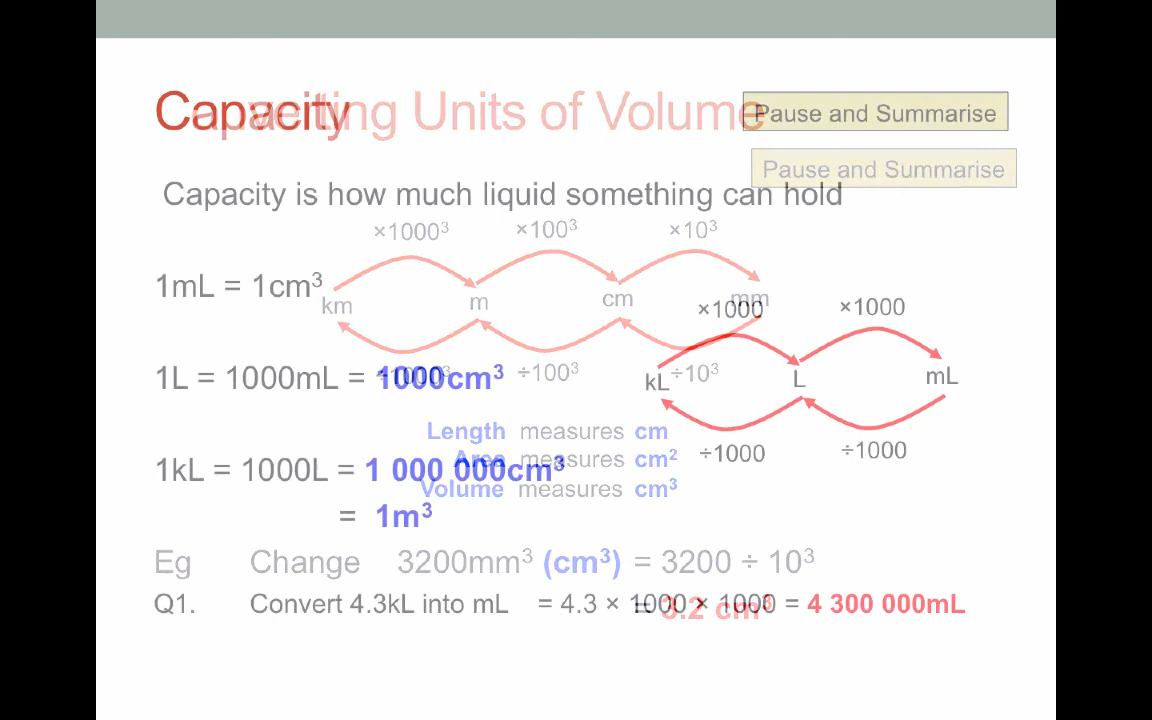 Capacity
Converting Units of Volume
Pause and Summarise
Pause and Summarise
Capacity is how much liquid something can hold
×1000³ ×100³ ×10³
1mL = 1cm³
km m cm mm
×1000 ×1000
÷1000³ ÷100³ ÷10³
1L = 1000mL = 1000cm³
kL L mL
÷1000 ÷1000
Length measures cm
Area measures cm²
Volume measures cm³
1kL = 1000L = 1 000 000cm³
= 1m³
Eg Change 3200mm³ (cm³) = 3200 ÷ 10³
= 3.2 cm³
Q1. Convert 4.3kL into mL = 4.3 × 1000 × 1000 = 4 300 000mL